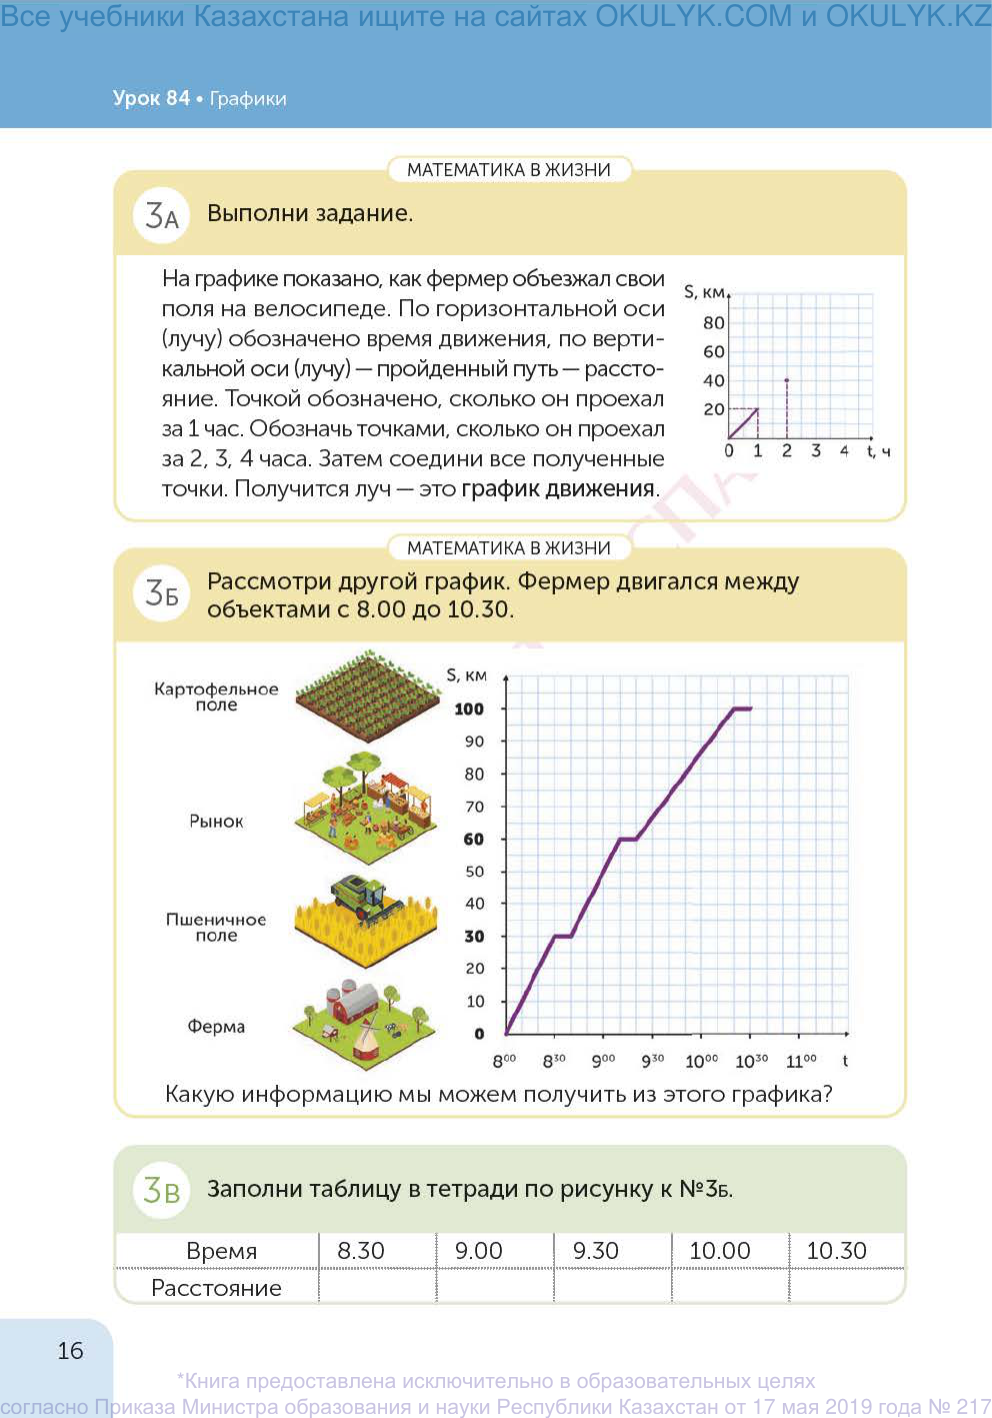 Все учебники Казахстана ищите на сайтах OKULYK.COM и OKULYK.KZ
Урок 84 • Графики
МАТЕМАТИКА В ЖИЗНИ
3А
Выполни задание.
На графике показано, как фермер объезжал свои
поля на велосипеде. По горизонтальной оси
(лучу) обозначено время движения, по верти-
кальной оси (лучу) — пройденный путь — рассто-
яние. Точкой обозначено, сколько он проехал
за 1 час. Обозначь точками, сколько он проехал
за 2, 3, 4 часа. Затем соедини все полученные
точки. Получится луч — это график движения.
S, км
80
60
40
20
0 1 2 3 4 t, ч
МАТЕМАТИКА В ЖИЗНИ
3Б
Рассмотри другой график. Фермер двигался между
объектами с 8.00 до 10.30.
Картофельное
поле
Рынок
Пшеничное
поле
Ферма
S, км
100
90
80
70
60
50
40
30
20
10
0
8⁰⁰ 8³⁰ 9⁰⁰ 9³⁰ 10⁰⁰ 10³⁰ 11⁰⁰ t
Какую информацию мы можем получить из этого графика?
3В
Заполни таблицу в тетради по рисунку к №3Б.
Время 8.30 9.00 9.30 10.00 10.30
Расстояние
16
*Книга предоставлена исключительно в образовательных целях
согласно Приказа Министра образования и науки Республики Казахстан от 17 мая 2019 года № 217